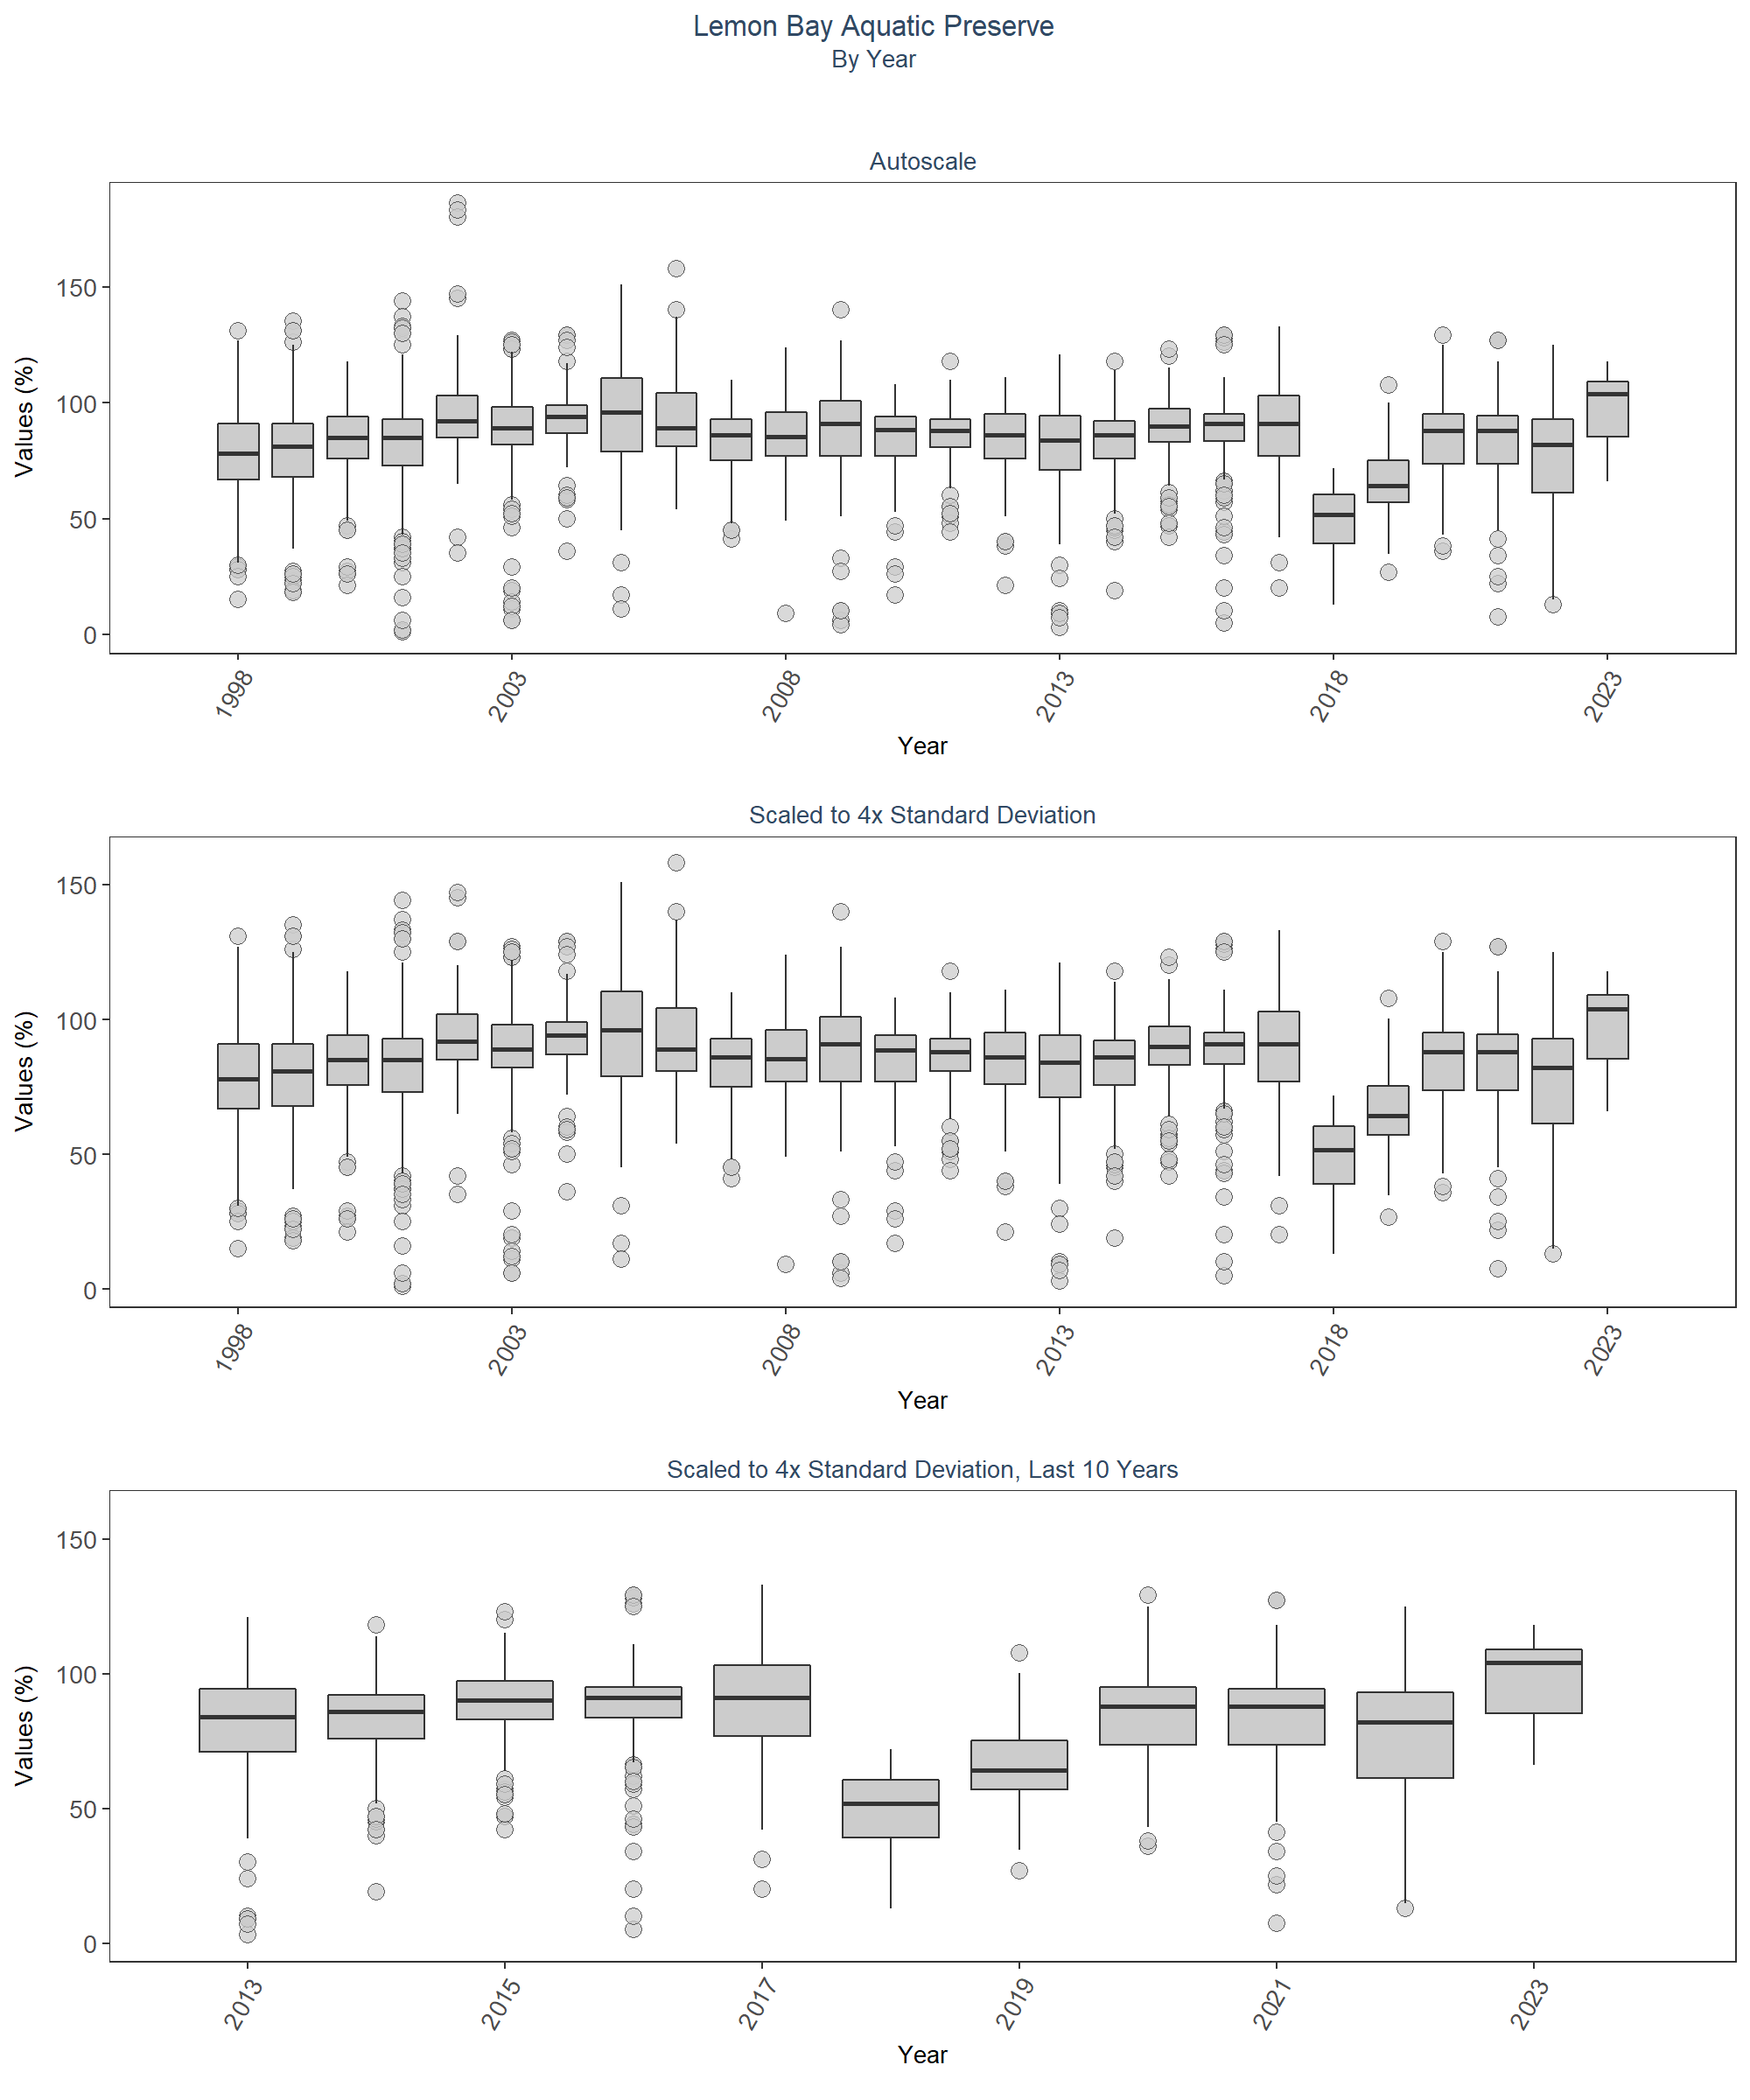 Lemon Bay Aquatic Preserve
By Year
Autoscale
Values (%)
150
100
50
0
1998
2003
2008
2013
2018
2023
Year
Scaled to 4x Standard Deviation
Values (%)
150
100
50
0
1998
2003
2008
2013
2018
2023
Year
Scaled to 4x Standard Deviation, Last 10 Years
Values (%)
150
100
50
0
2013
2015
2017
2019
2021
2023
Year